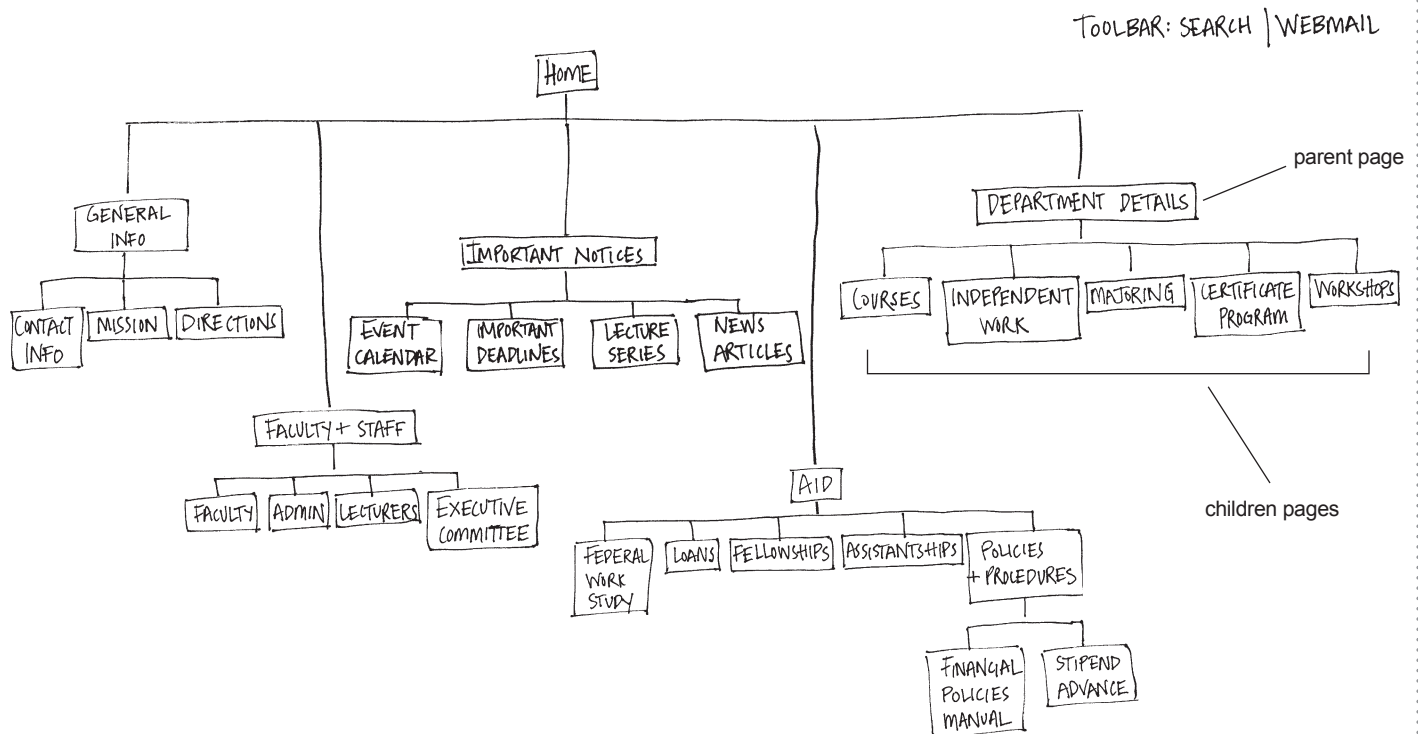 TOOLBAR: SEARCH | WEBMAIL
HOME
parent page
DEPARTMENT DETAILS
GENERAL
INFO
IMPORTANT NOTICES
COURSES
INDEPENDENT
WORK
MAJORING
CERTIFICATE
PROGRAM
WORKSHOPS
CONTACT
INFO
MISSION
DIRECTIONS
EVENT
CALENDAR
IMPORTANT
DEADLINES
LECTURE
SERIES
NEWS
ARTICLES
FACULTY + STAFF
AID
FACULTY
ADMIN
LECTURERS
EXECUTIVE
COMMITTEE
children pages
FEDERAL
WORK
STUDY
LOANS
FELLOWSHIPS
ASSISTANTSHIPS
POLICIES
+ PROCEDURES
FINANCIAL
POLICIES
MANUAL
STIPEND
ADVANCE